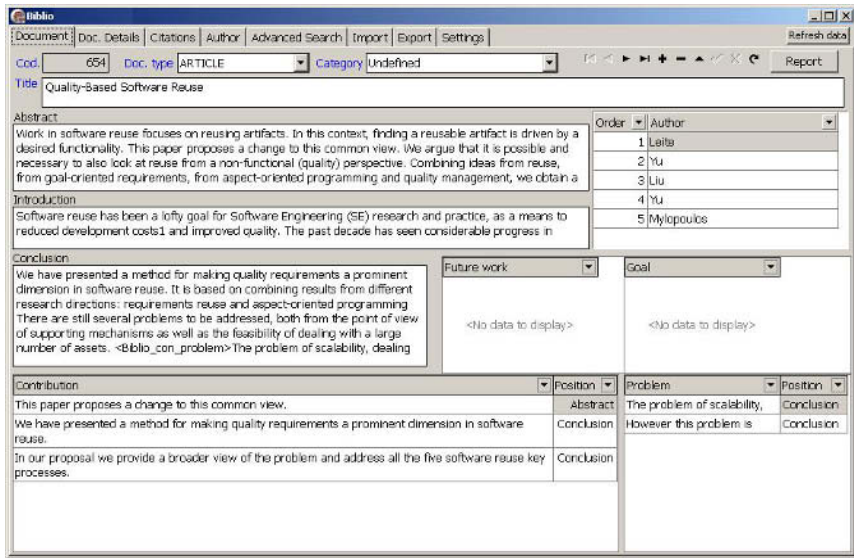 Biblio
Document Doc. Details Citations Author Advanced Search Import Export Settings Refresh data
Cod. 654 Doc. type ARTICLE Category Undefined Report
Title Quality-Based Software Reuse
Abstract
Work in software reuse focuses on reusing artifacts. In this context, finding a reusable artifact is driven by a
desired functionality. This paper proposes a change to this common view. We argue that it is possible and
necessary to also look at reuse from a non-functional (quality) perspective. Combining ideas from reuse,
from goal-oriented requirements, from aspect-oriented programming and quality management, we obtain a
Order Author
1 Leite
2 Yu
3 Liu
4 Yu
5 Mylopoulos
Introduction
Software reuse has been a lofty goal for Software Engineering (SE) research and practice, as a means to
reduced development costs1 and improved quality. The past decade has seen considerable progress in
Conclusion
We have presented a method for making quality requirements a prominent
dimension in software reuse. It is based on combining results from different
research directions: requirements reuse and aspect-oriented programming
There are still several problems to be addressed, both from the point of view
of supporting mechanisms as well as the feasibility of dealing with a large
number of assets. <Biblio_con_problem>The problem of scalability, dealing
Future work
<No data to display>
Goal
<No data to display>
Contribution Position
This paper proposes a change to this common view. Abstract
We have presented a method for making quality requirements a prominent dimension in software Conclusion
reuse.
In our proposal we provide a broader view of the problem and address all the five software reuse key Conclusion
processes.
Problem Position
The problem of scalability, Conclusion
However this problem is Conclusion